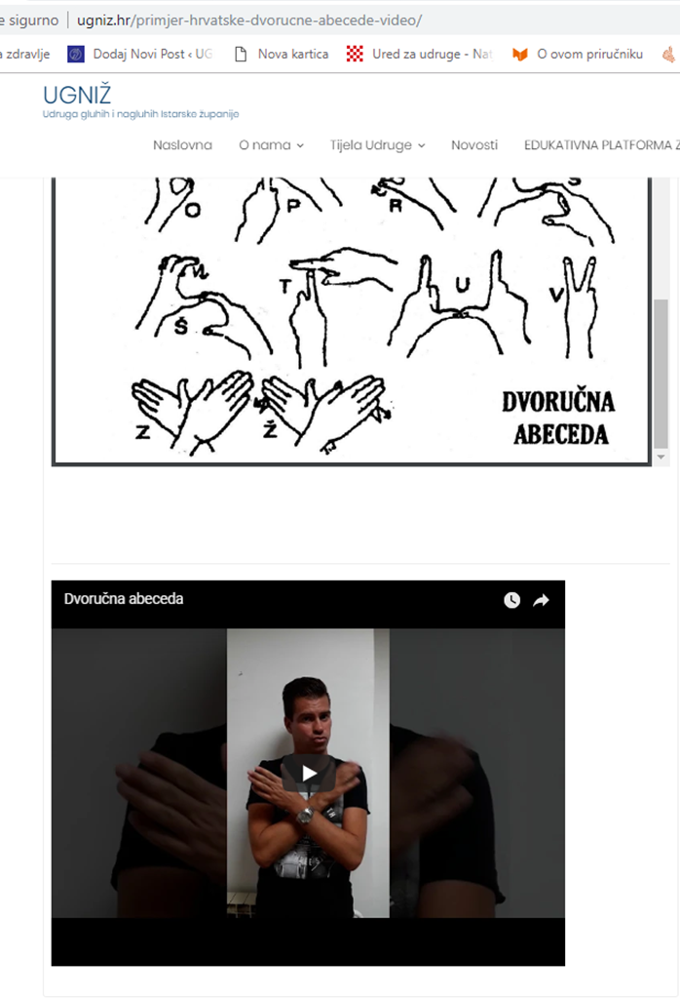 e sigurno | ugniz.hr/primjer-hrvatske-dvorucne-abecede-video/
a zdravlje Dodaj Novi Post ‹ UG Nova kartica Ured za udruge - Nat O ovom priručniku
UGNIŽ
Udruga gluhih i nagluhih Istarske županije
Naslovna O nama Tijela Udruge Novosti EDUKATIVNA PLATFORMA Z
O P R S
Š T U V
Z Ž
DVORUČNA
ABECEDA
Dvoručna abeceda